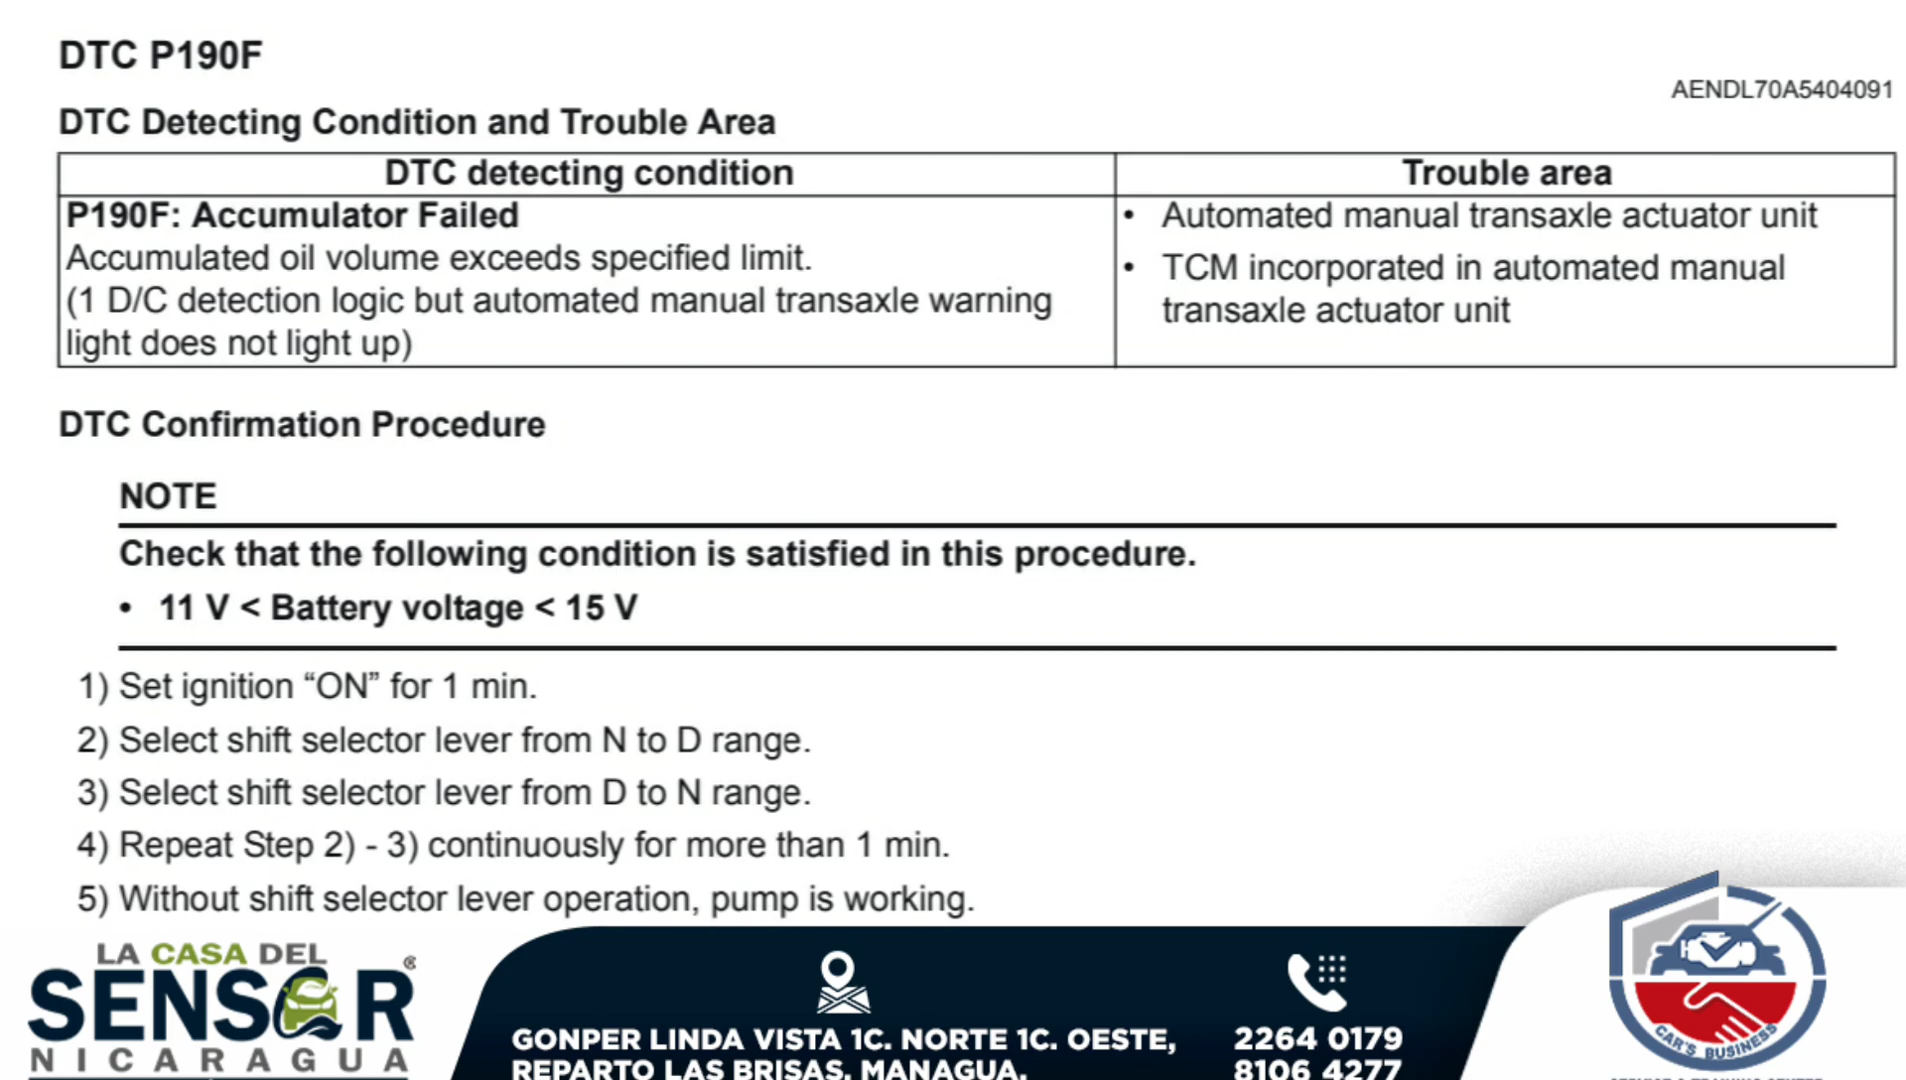 DTC P190F
AENDL70A5404091
DTC Detecting Condition and Trouble Area
DTC detecting condition
Trouble area
P190F: Accumulator Failed
Accumulated oil volume exceeds specified limit.
(1 D/C detection logic but automated manual transaxle warning
light does not light up)
• Automated manual transaxle actuator unit
• TCM incorporated in automated manual
transaxle actuator unit
DTC Confirmation Procedure
NOTE
Check that the following condition is satisfied in this procedure.
• 11 V < Battery voltage < 15 V
1) Set ignition “ON” for 1 min.
2) Select shift selector lever from N to D range.
3) Select shift selector lever from D to N range.
4) Repeat Step 2) - 3) continuously for more than 1 min.
5) Without shift selector lever operation, pump is working.
LA CASA DEL
SENSOR®
NICARAGUA
GONPER LINDA VISTA 1C. NORTE 1C. OESTE,
REPARTO LAS BRISAS, MANAGUA.
2264 0179
8106 4277
CAR'S BUSINESS